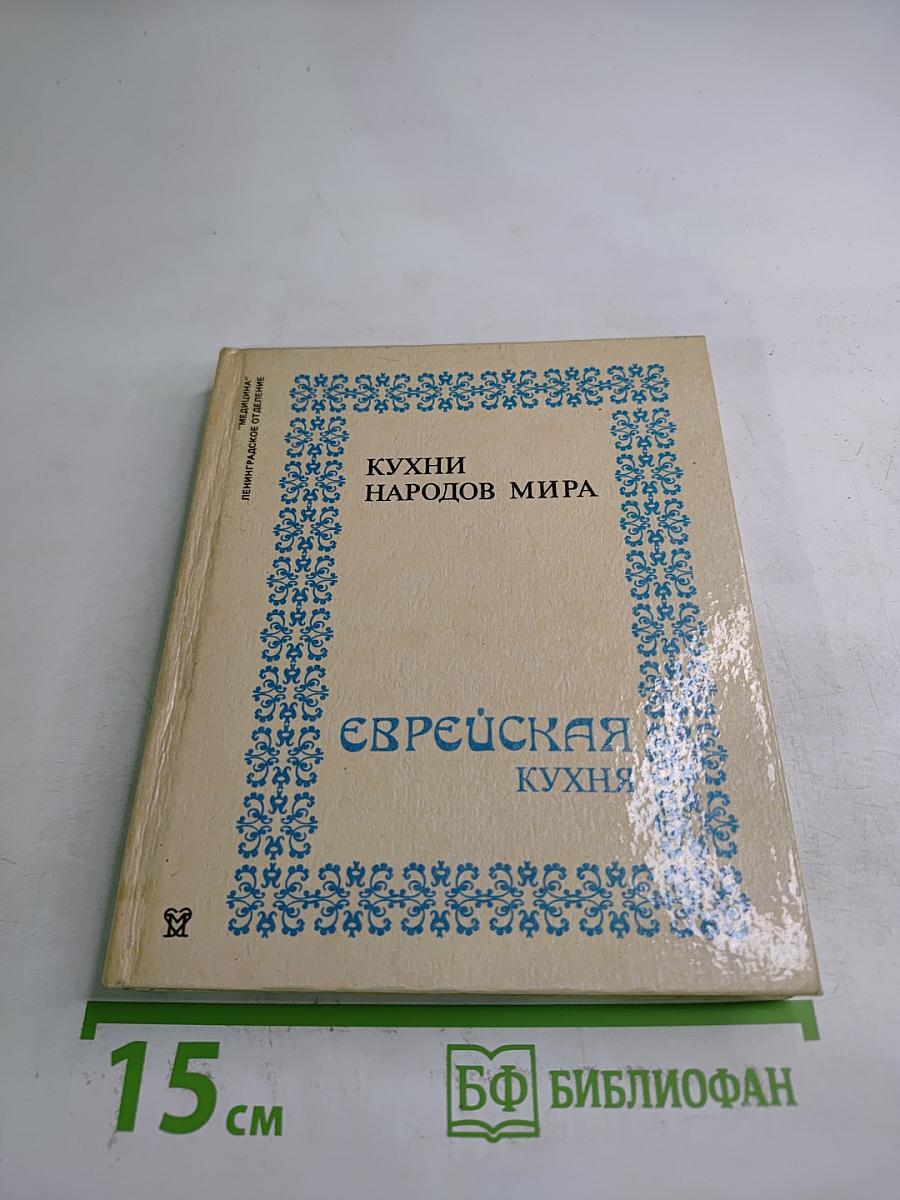 "МЕДИЦИНА"
ЛЕНИНГРАДСКОЕ ОТДЕЛЕНИЕ
КУХНИ
НАРОДОВ МИРА
ЕВРЕЙСКАЯ
КУХНЯ
М
15 см
БФ БИБЛИОФАН